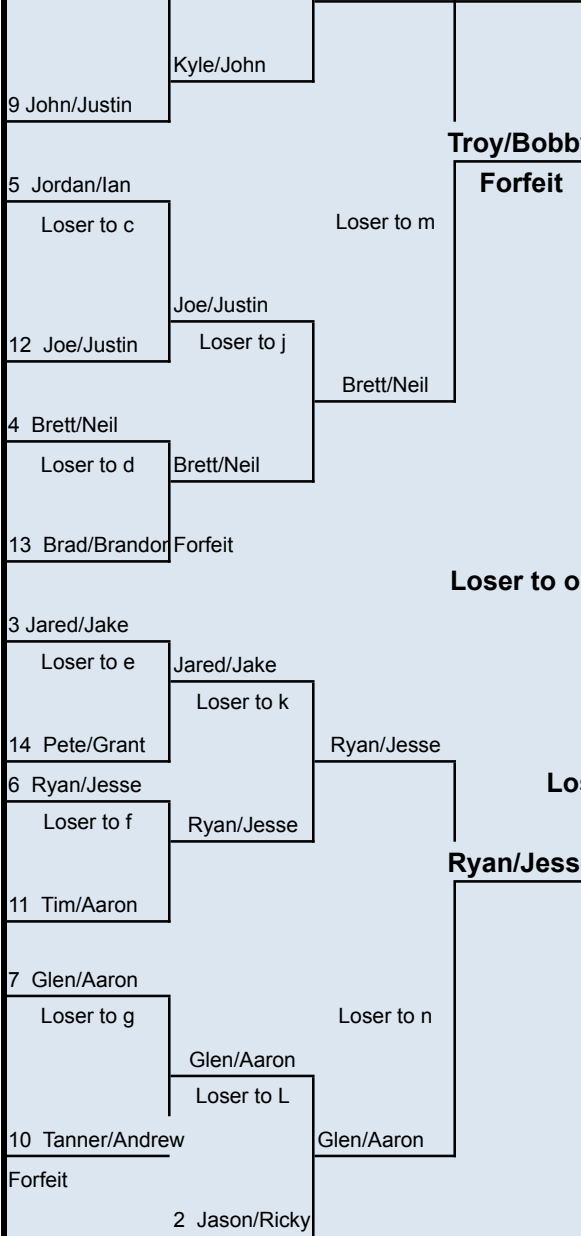 Kyle/John
9 John/Justin
Troy/Bobby
5 Jordan/Ian
Forfeit
Loser to c
Loser to m
Joe/Justin
12 Joe/Justin
Loser to j
Brett/Neil
4 Brett/Neil
Loser to d
Brett/Neil
13 Brad/Brandon
Forfeit
Loser to o
3 Jared/Jake
Loser to e
Jared/Jake
Loser to k
14 Pete/Grant
Ryan/Jesse
6 Ryan/Jesse
Los
Loser to f
Ryan/Jesse
Ryan/Jess
11 Tim/Aaron
7 Glen/Aaron
Loser to g
Loser to n
Glen/Aaron
Loser to L
10 Tanner/Andrew
Glen/Aaron
Forfeit
2 Jason/Ricky